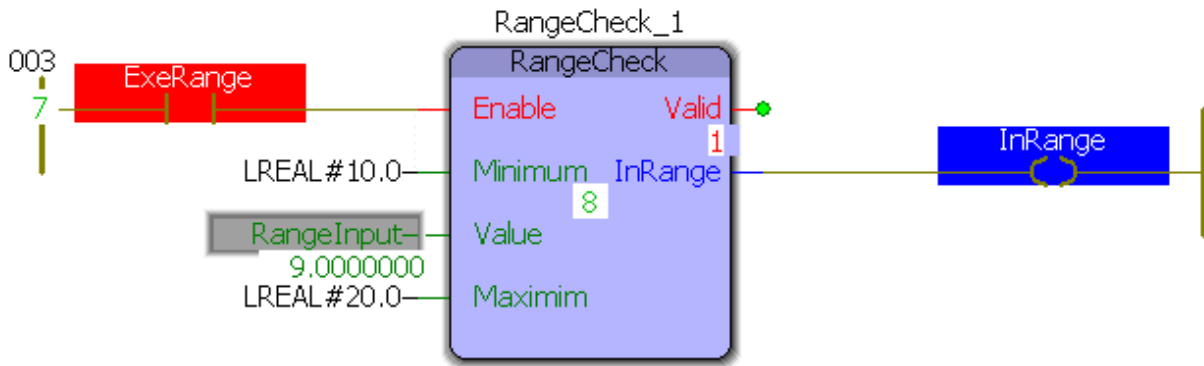 RangeCheck_1
003
RangeCheck
ExeRange
7
Enable
Valid
1
InRange
LREAL#10.0
Minimum
InRange
8
RangeInput
Value
9.0000000
LREAL#20.0
Maximim